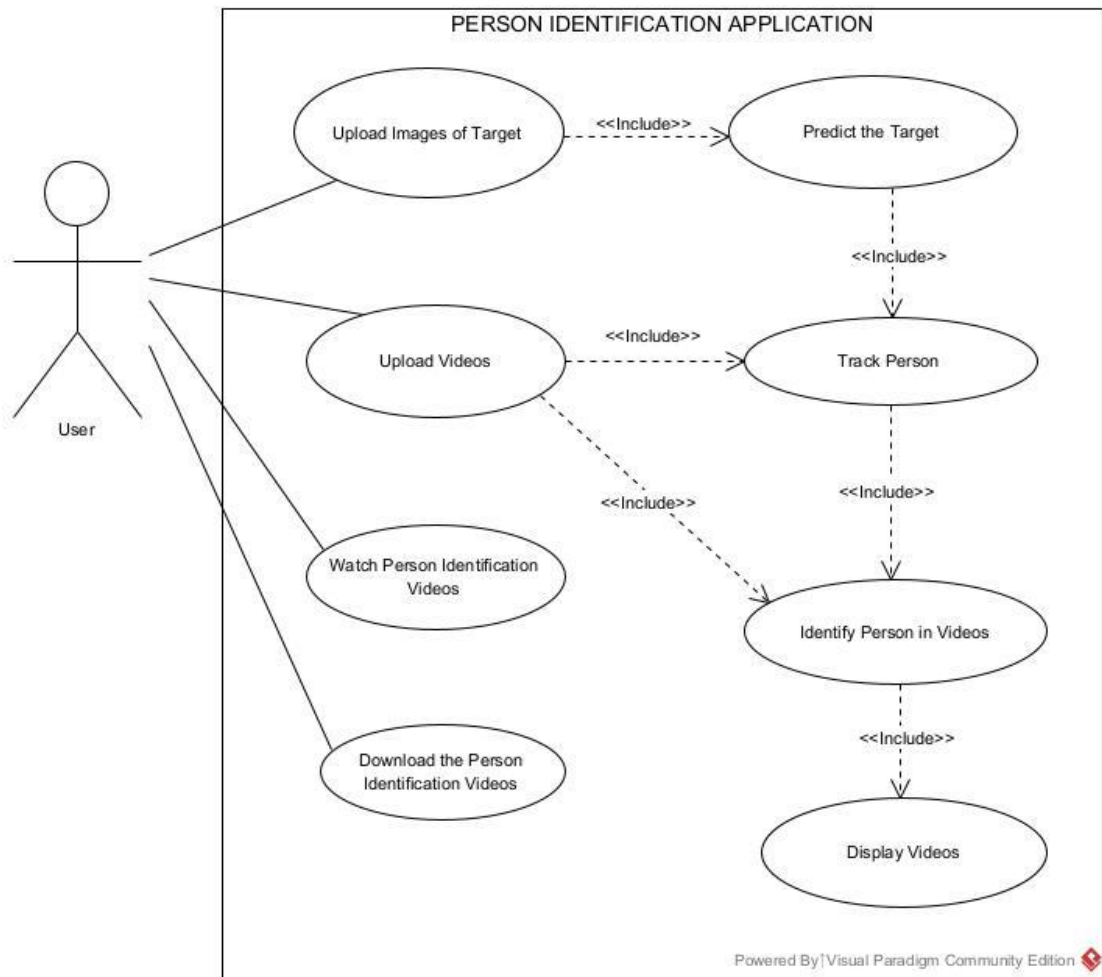 PERSON IDENTIFICATION APPLICATION
Upload Images of Target
<<Include>>
Predict the Target
<<Include>>
User
Upload Videos
<<Include>>
Track Person
<<Include>>
<<Include>>
Watch Person Identification
Videos
Identify Person in Videos
<<Include>>
Download the Person
Identification Videos
Display Videos
Powered By Visual Paradigm Community Edition